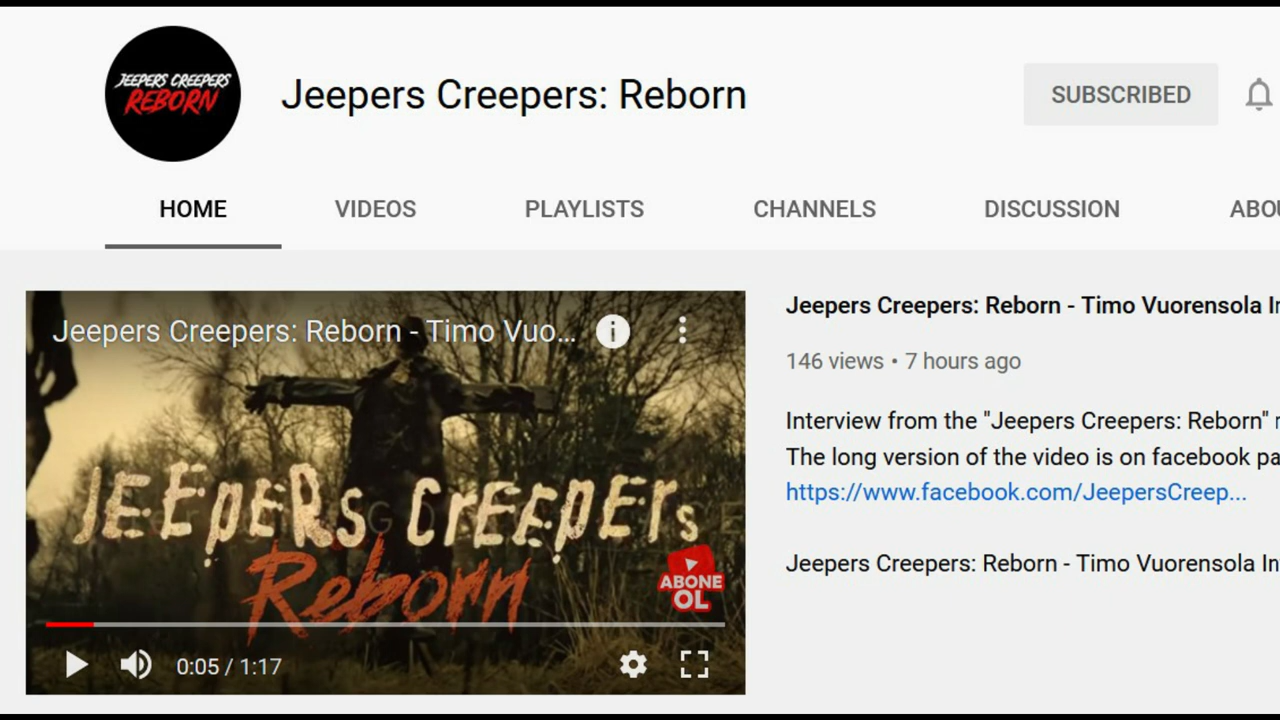 JEEPERS CREEPERS
REBORN
Jeepers Creepers: Reborn
SUBSCRIBED
HOME
VIDEOS
PLAYLISTS
CHANNELS
DISCUSSION
ABOU
Jeepers Creepers: Reborn - Timo Vuo...
JEEPERS CREEPERS
Reborn
ABONE
OL
0:05 / 1:17
Jeepers Creepers: Reborn - Timo Vuorensola In
146 views • 7 hours ago
Interview from the "Jeepers Creepers: Reborn"
The long version of the video is on facebook pa
https://www.facebook.com/JeepersCreep...
Jeepers Creepers: Reborn - Timo Vuorensola In